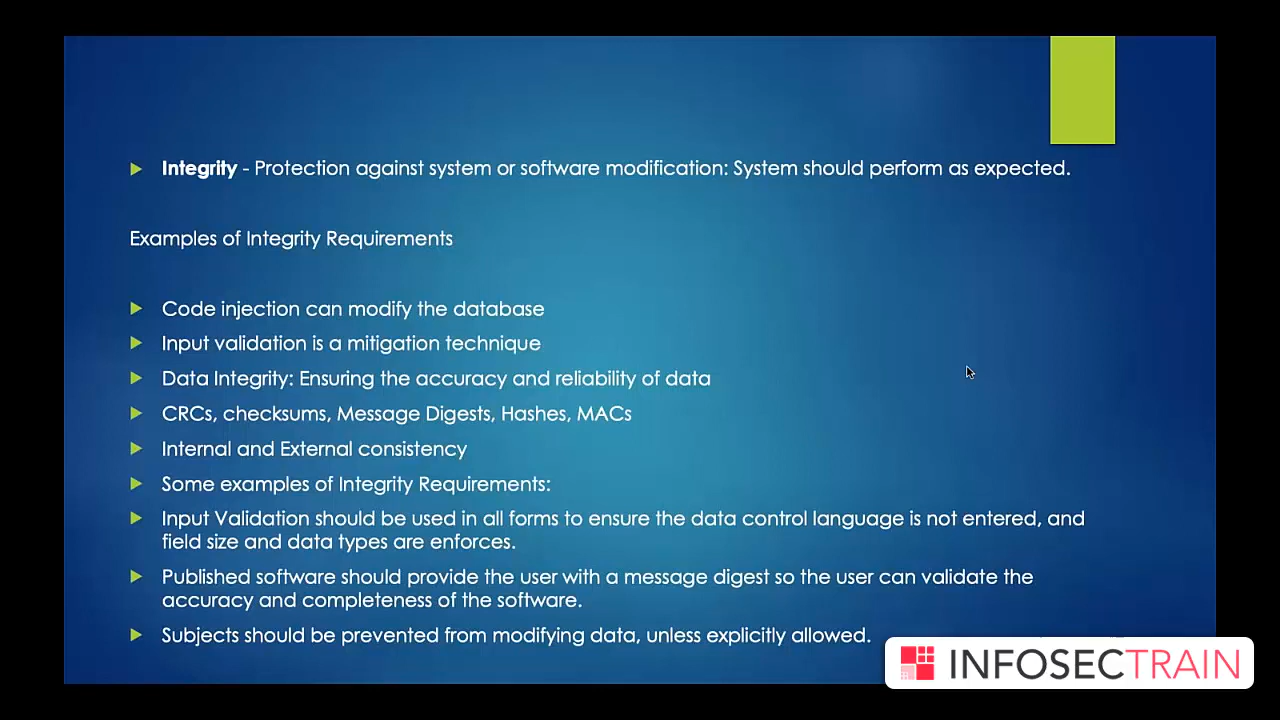 Integrity - Protection against system or software modification: System should perform as expected.
Examples of Integrity Requirements
Code injection can modify the database
Input validation is a mitigation technique
Data Integrity: Ensuring the accuracy and reliability of data
CRCs, checksums, Message Digests, Hashes, MACs
Internal and External consistency
Some examples of Integrity Requirements:
Input Validation should be used in all forms to ensure the data control language is not entered, and
field size and data types are enforces.
Published software should provide the user with a message digest so the user can validate the
accuracy and completeness of the software.
Subjects should be prevented from modifying data, unless explicitly allowed.
INFOSECTRAIN